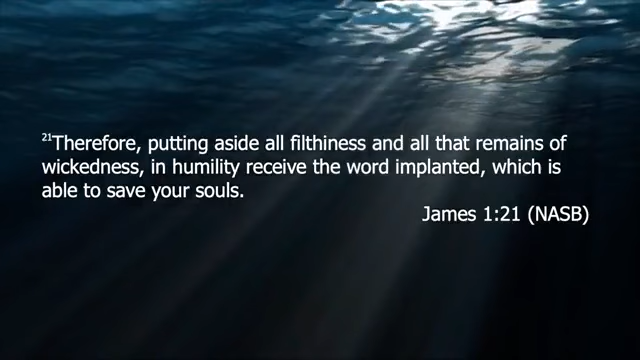 21Therefore, putting aside all filthiness and all that remains of
wickedness, in humility receive the word implanted, which is
able to save your souls.
James 1:21 (NASB)